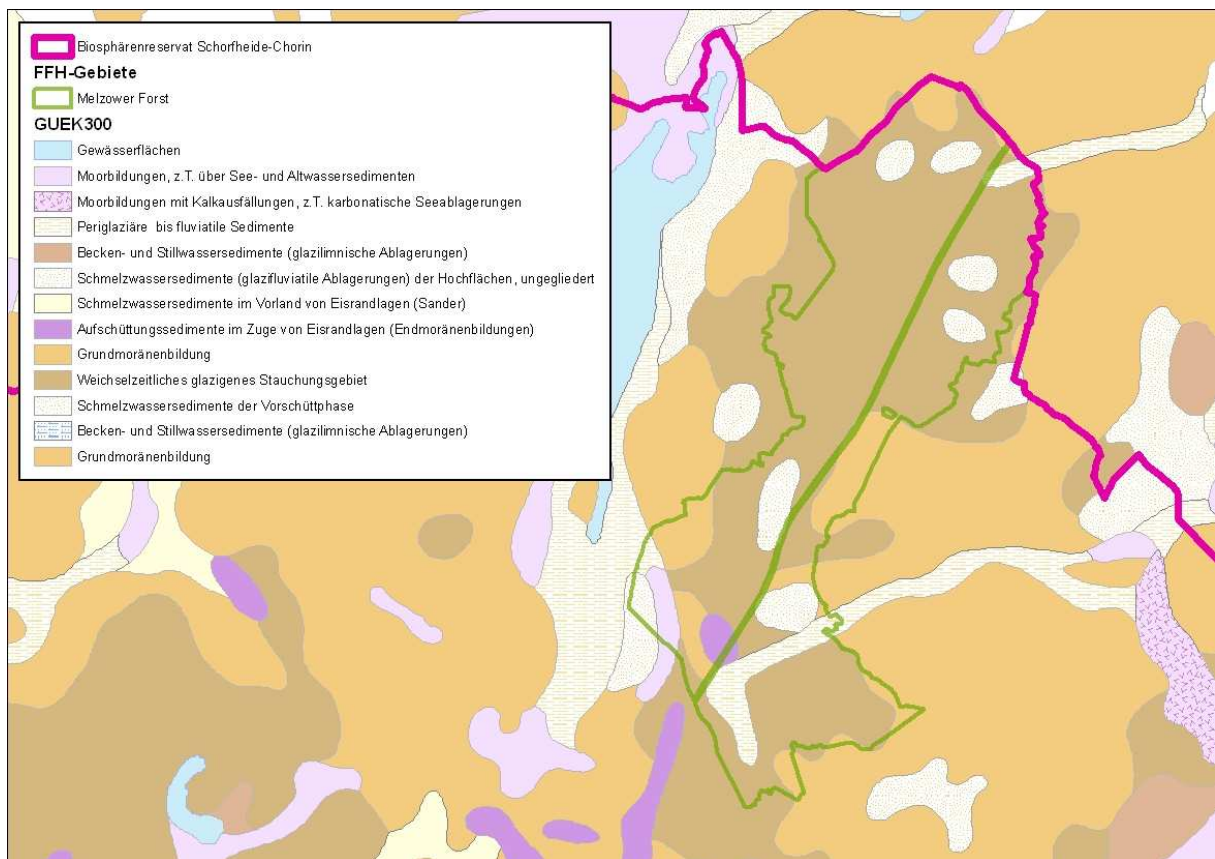 Biosphärenreservat Schorfheide-Chorin
FFH-Gebiete
Melzower Forst
GUEK300
Gewässerflächen
Moorbildungen, z.T. über See- und Altwassersedimenten
Moorbildungen mit Kalkausfällungen, z.T. karbonatische Seeablagerungen
Periglaziäre bis fluviatile Sedimente
Becken- und Stillwassersedimente (glazilimnische Ablagerungen)
Schmelzwassersedimente (glazifluviatile Ablagerungen) der Hochflächen, ungegliedert
Schmelzwassersedimente im Vorland von Eisrandlagen (Sander)
Aufschüttungssedimente im Zuge von Eisrandlagen (Endmoränenbildungen)
Grundmoränenbildung
Weichselzeitliches glazigenes Stauchungsgebiet
Schmelzwassersedimente der Vorschüttphase
Becken- und Stillwassersedimente (glazilimnische Ablagerungen)
Grundmoränenbildung